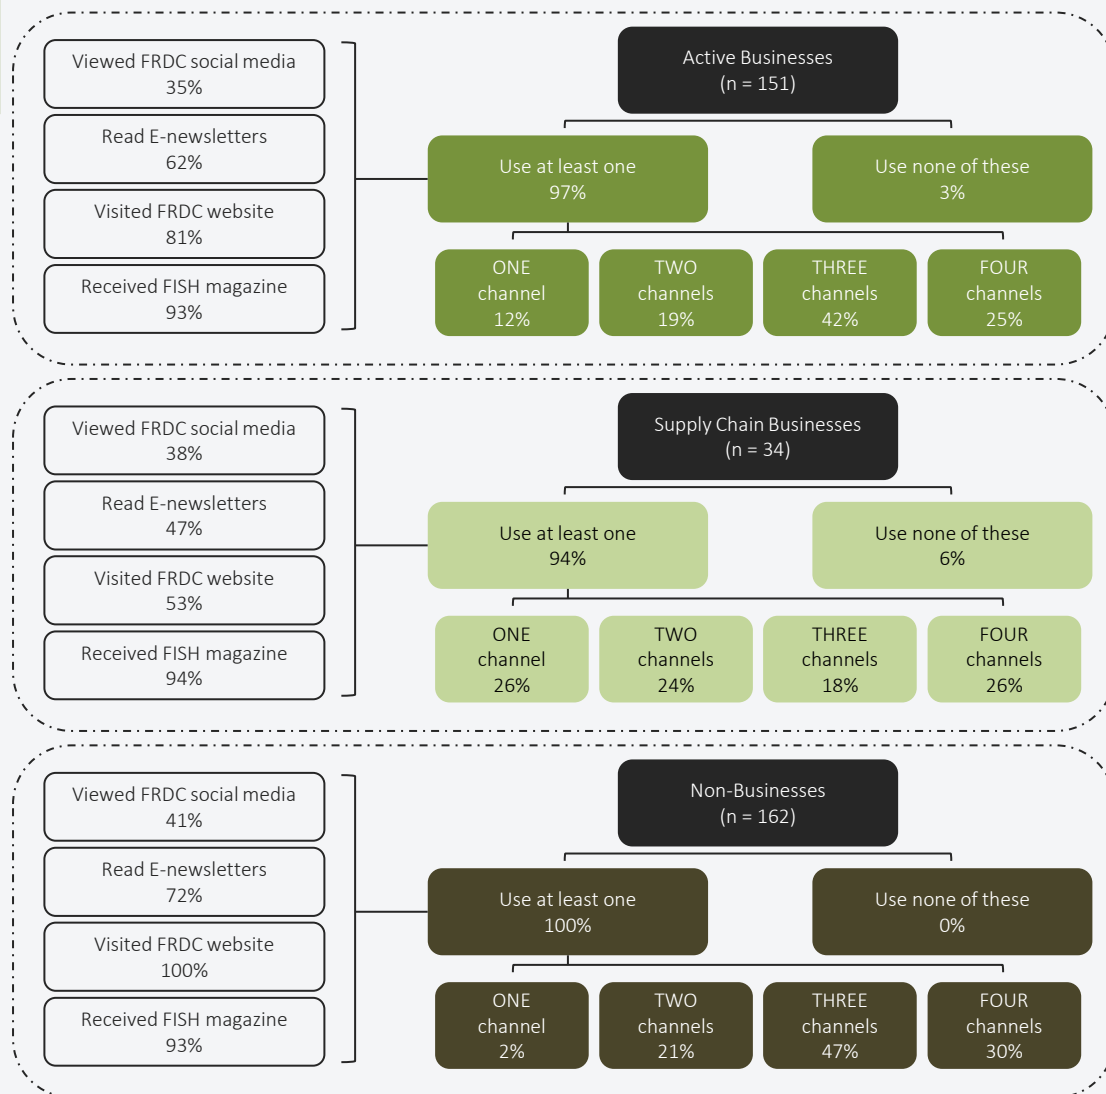 Viewed FRDC social media
35%
Read E-newsletters
62%
Visited FRDC website
81%
Received FISH magazine
93%
Active Businesses
(n = 151)
Use at least one
97%
Use none of these
3%
ONE
channel
12%
TWO
channels
19%
THREE
channels
42%
FOUR
channels
25%
Viewed FRDC social media
38%
Read E-newsletters
47%
Visited FRDC website
53%
Received FISH magazine
94%
Supply Chain Businesses
(n = 34)
Use at least one
94%
Use none of these
6%
ONE
channel
26%
TWO
channels
24%
THREE
channels
18%
FOUR
channels
26%
Viewed FRDC social media
41%
Read E-newsletters
72%
Visited FRDC website
100%
Received FISH magazine
93%
Non-Businesses
(n = 162)
Use at least one
100%
Use none of these
0%
ONE
channel
2%
TWO
channels
21%
THREE
channels
47%
FOUR
channels
30%